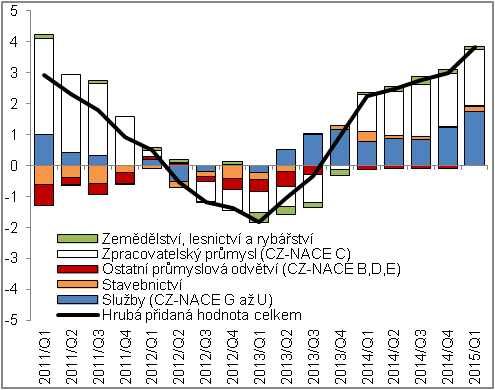 5
4
3
2
1
0
-1
-2
-3
-4
-5
Zemědělství, lesnictví a rybářství
Zpracovatelský průmysl (CZ-NACE C)
Ostatní průmyslová odvětví (CZ-NACE B,D,E)
Stavebnictví
Služby (CZ-NACE G až U)
Hrubá přidaná hodnota celkem
2011/Q1
2011/Q2
2011/Q3
2011/Q4
2012/Q1
2012/Q2
2012/Q3
2012/Q4
2013/Q1
2013/Q2
2013/Q3
2013/Q4
2014/Q1
2014/Q2
2014/Q3
2014/Q4
2015/Q1